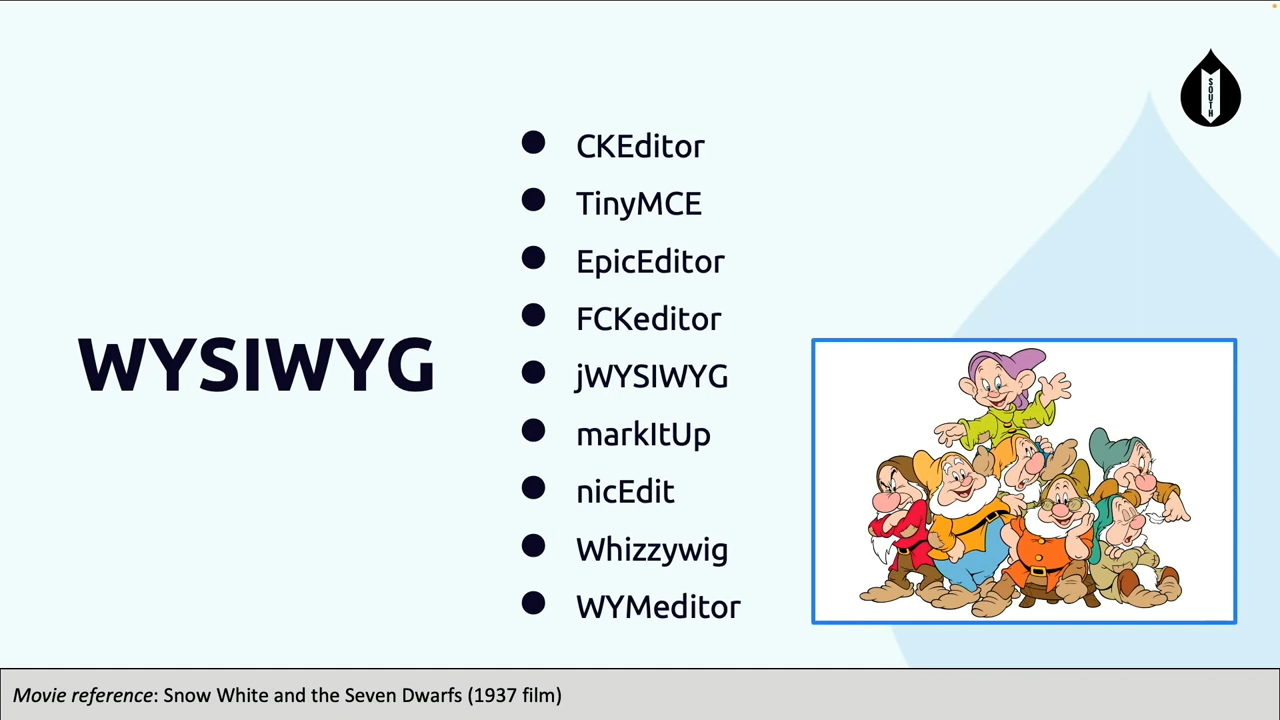 SOUTH
WYSIWYG
CKEditor
TinyMCE
EpicEditor
FCKeditor
jWYSIWYG
markItUp
nicEdit
Whizzywig
WYMeditor
Movie reference: Snow White and the Seven Dwarfs (1937 film)